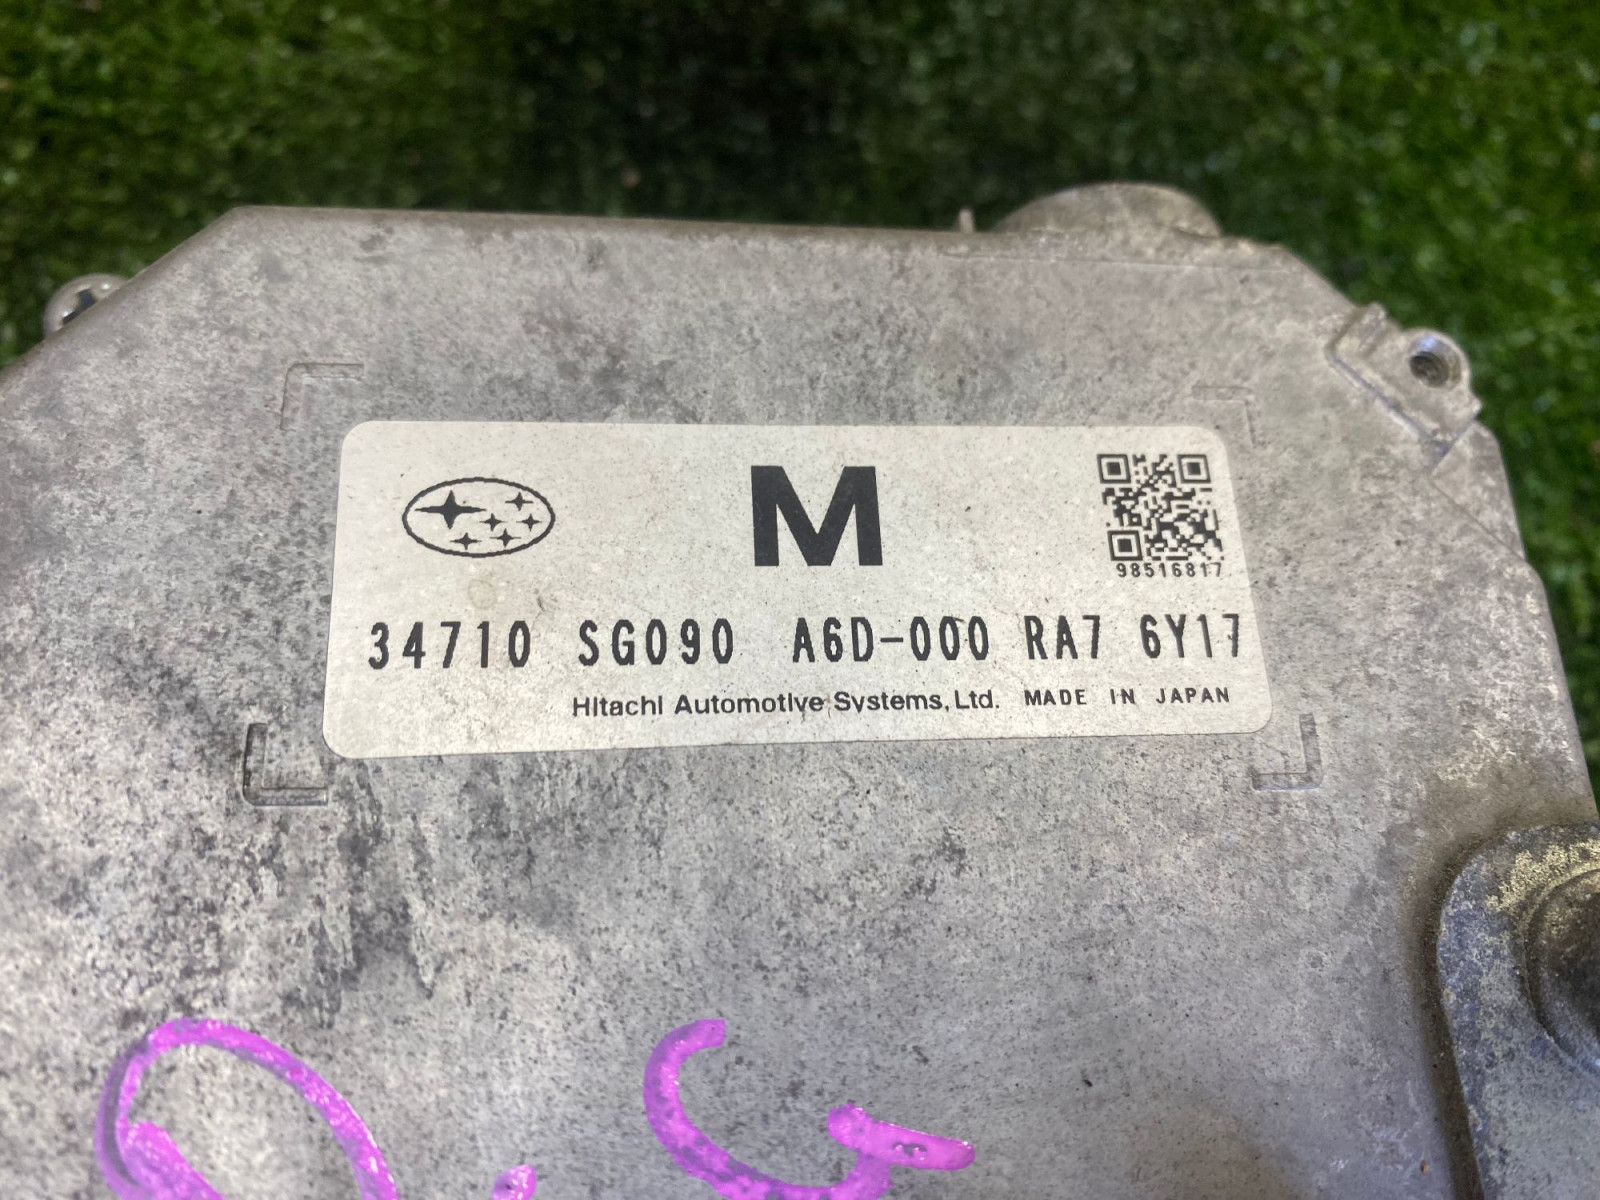 M
98516817
34710 SG090 A6D-000 RA7 6Y17
Hitachi Automotive Systems, Ltd. MADE IN JAPAN